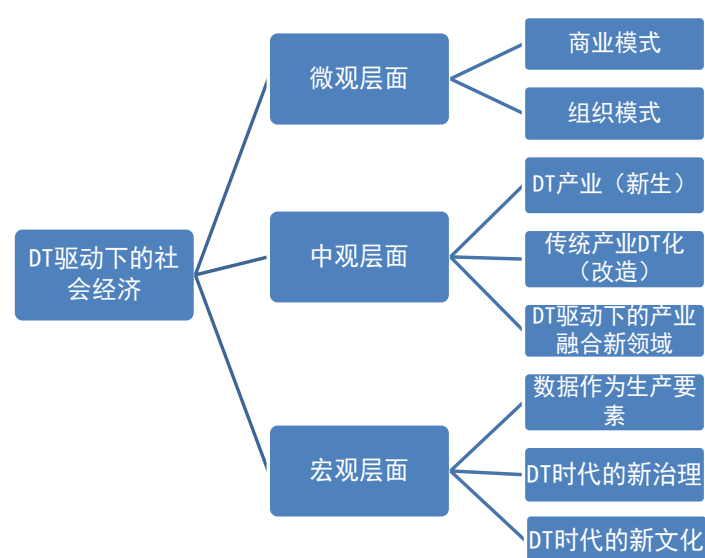 DT驱动下的社
会经济
微观层面
商业模式
组织模式
中观层面
DT产业（新生）
传统产业DT化
（改造）
DT驱动下的产业
融合新领域
宏观层面
数据作为生产要
素
DT时代的新治理
DT时代的新文化